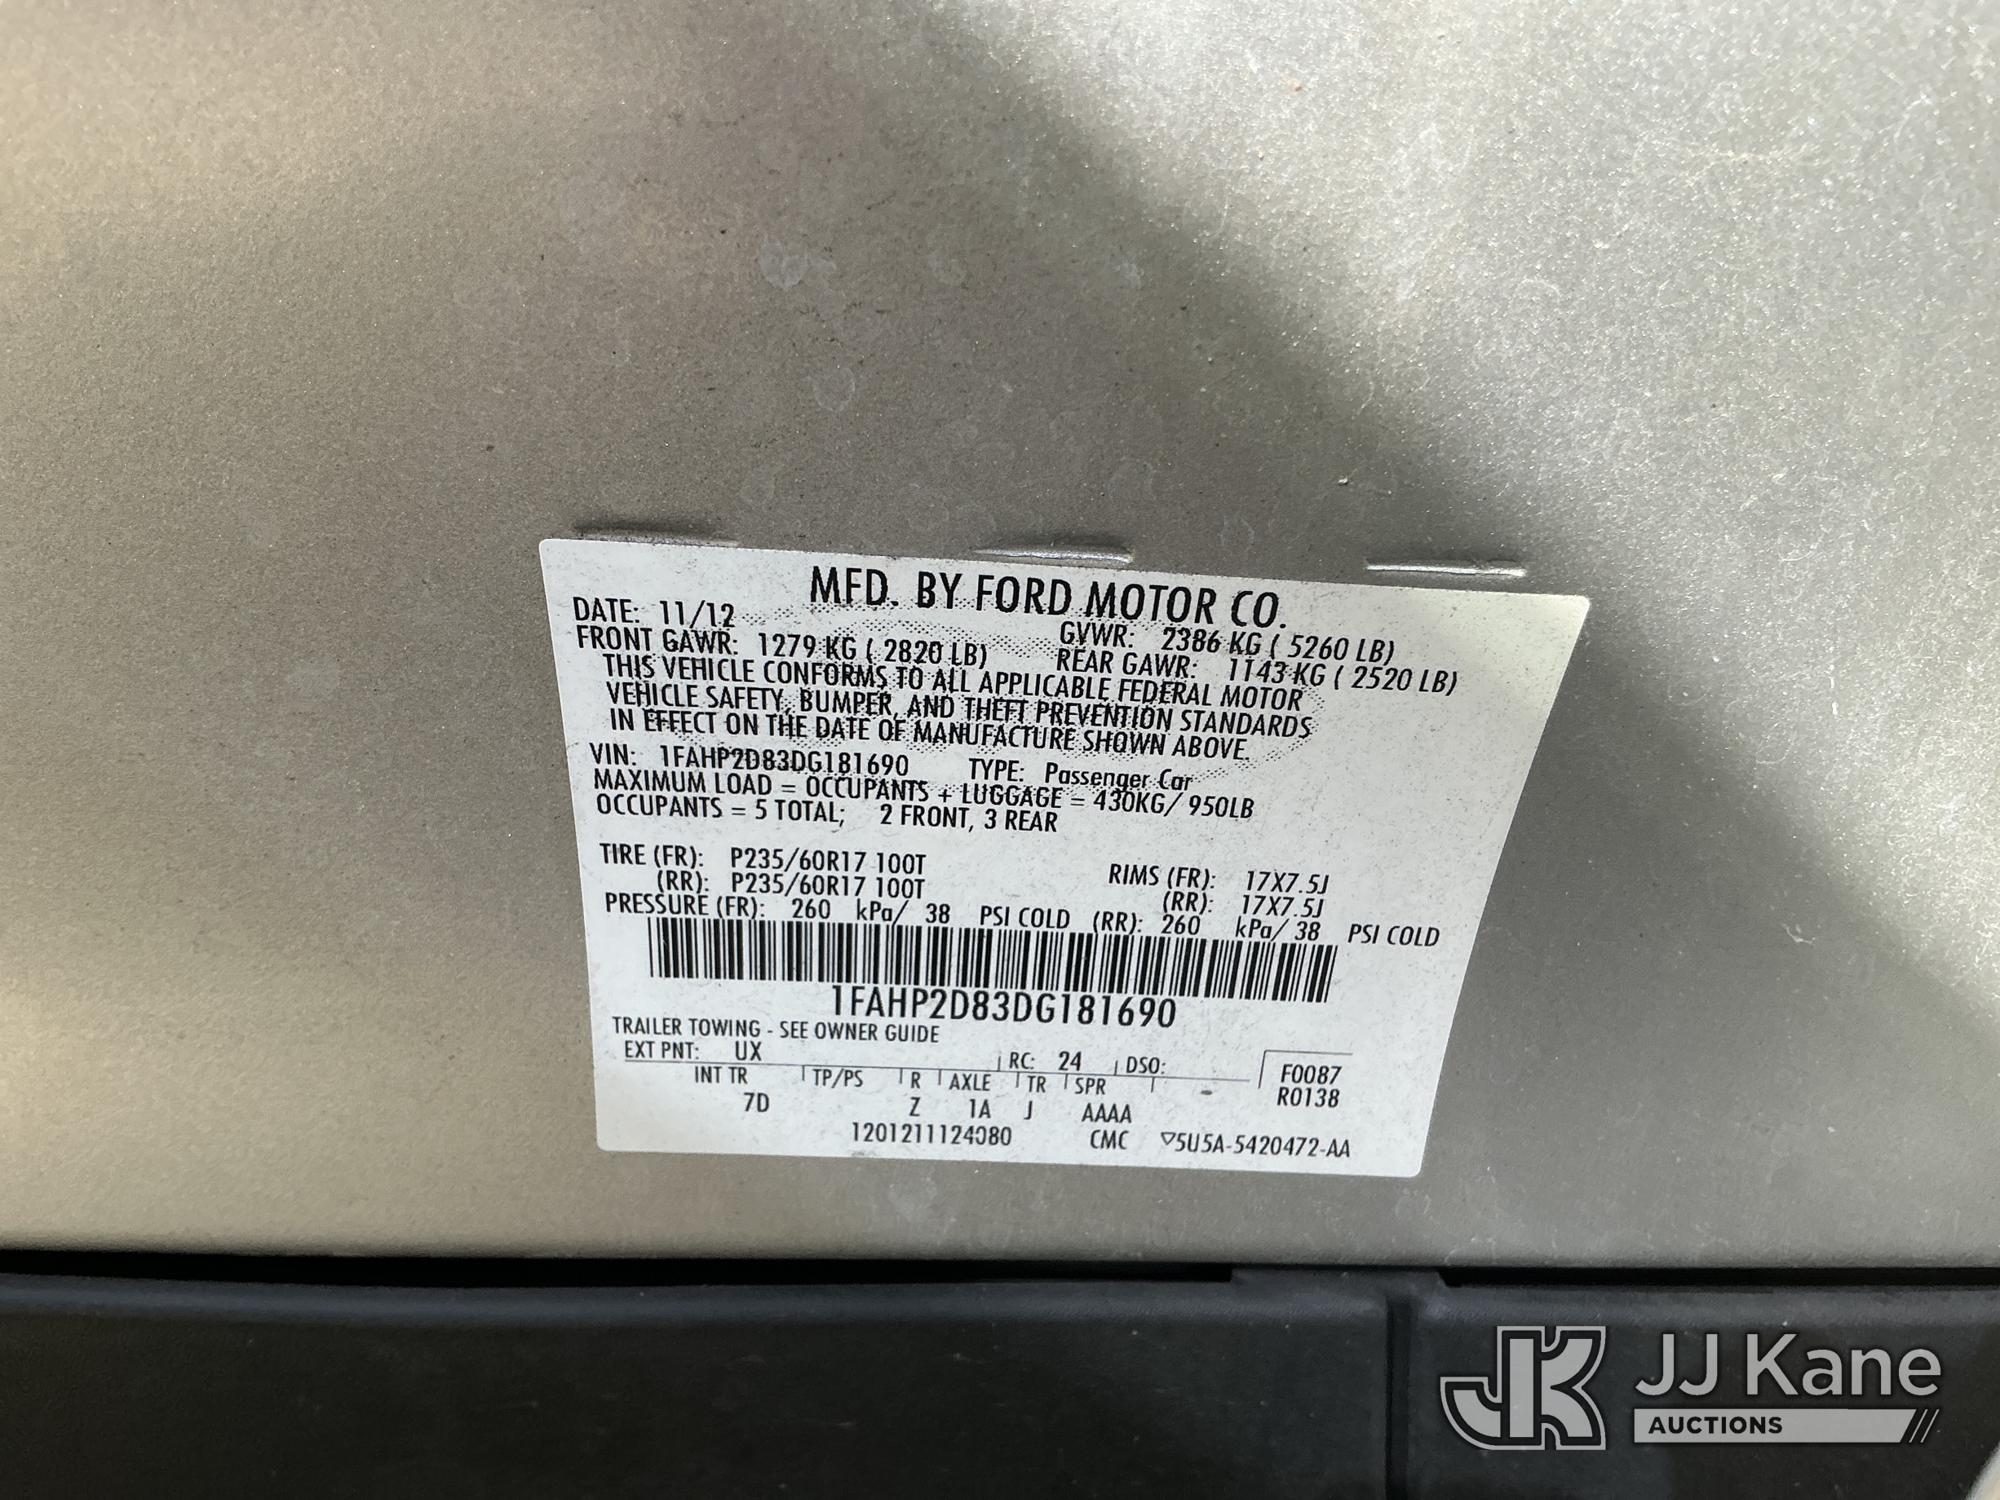 MFD. BY FORD MOTOR CO.
DATE: 11/12 GVWR: 2386 KG ( 5260 LB)
FRONT GAWR: 1279 KG ( 2820 LB) REAR GAWR: 1143 KG ( 2520 LB)
THIS VEHICLE CONFORMS TO ALL APPLICABLE FEDERAL MOTOR
VEHICLE SAFETY, BUMPER, AND THEFT PREVENTION STANDARDS
IN EFFECT ON THE DATE OF MANUFACTURE SHOWN ABOVE.
VIN: 1FAHP2D83DG181690 TYPE: Passenger Car
MAXIMUM LOAD = OCCUPANTS + LUGGAGE = 430KG/ 950LB
OCCUPANTS = 5 TOTAL; 2 FRONT, 3 REAR
TIRE (FR): P235/60R17 100T RIMS (FR): 17X7.5J
(RR): P235/60R17 100T (RR): 17X7.5J
PRESSURE (FR): 260 kPa/ 38 PSI COLD (RR): 260 kPa/ 38 PSI COLD
1FAHP2D83DG181690
TRAILER TOWING - SEE OWNER GUIDE
EXT PNT: UX RC: 24 DSO: F0087
INT TR TP/PS R AXLE TR SPR - R0138
7D Z 1A J AAAA
1201211124080 CMC ▽5U5A-5420472-AA
JK JJ Kane
AUCTIONS